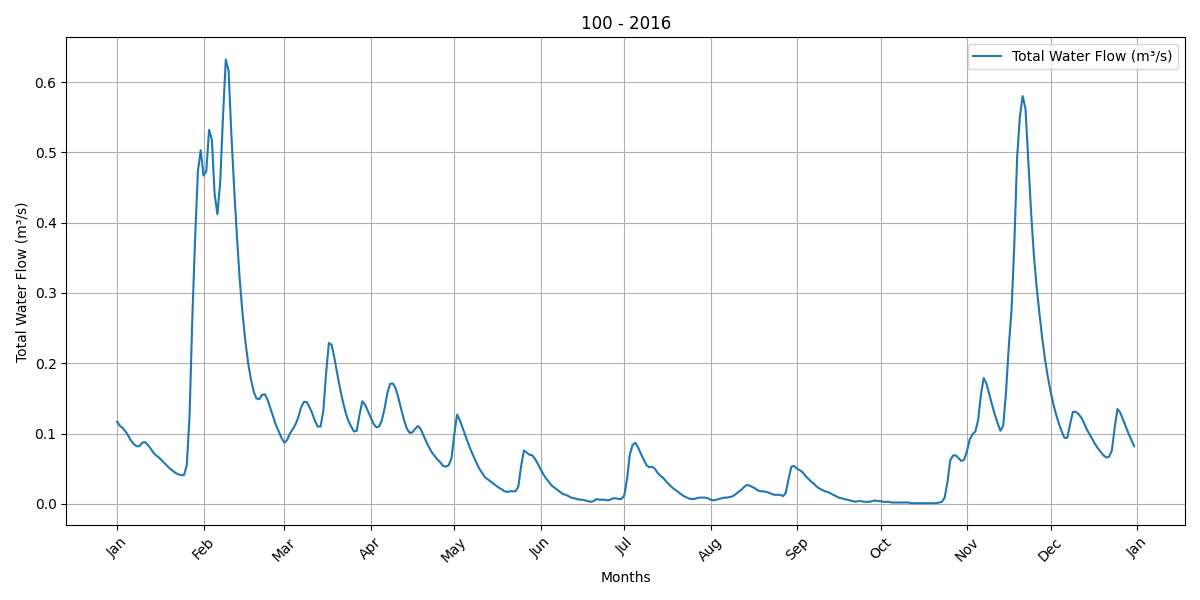 100 - 2016
Total Water Flow (m³/s)
Total Water Flow (m³/s)
0.6
0.5
0.4
0.3
0.2
0.1
0.0
Jan Feb Mar Apr May Jun Jul Aug Sep Oct Nov Dec Jan
Months